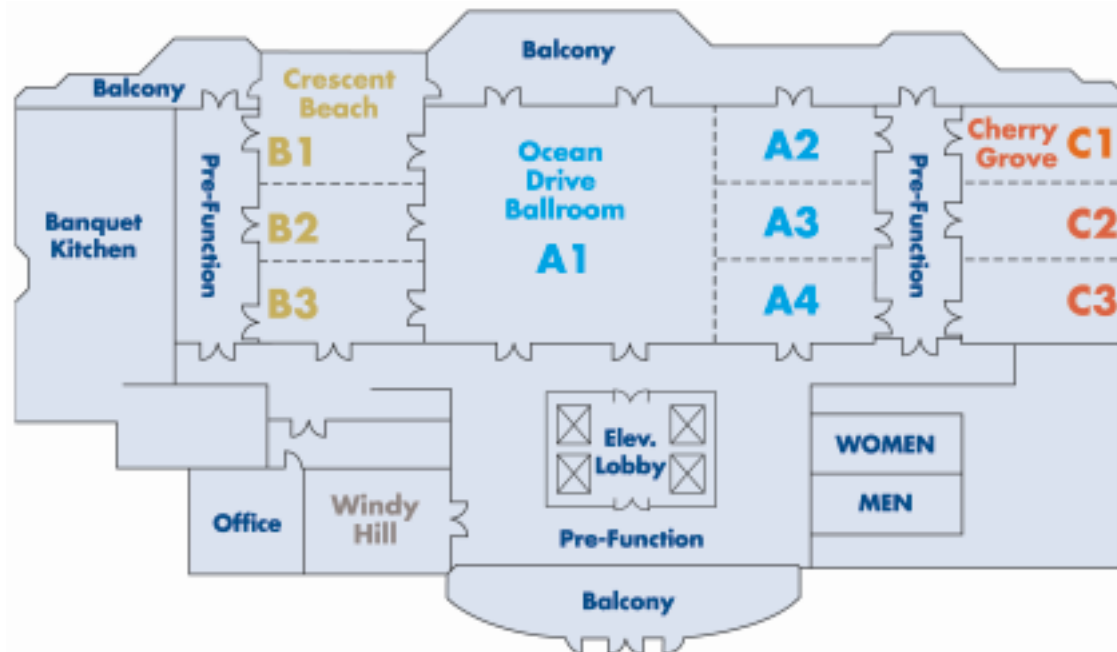 Balcony
Balcony
Crescent
Beach
B1
B2
B3
Pre-Function
Banquet
Kitchen
Ocean
Drive
Ballroom
A1
A2
A3
A4
Pre-Function
Cherry
Grove
C1
C2
C3
Elev.
Lobby
WOMEN
MEN
Office
Windy
Hill
Pre-Function
Balcony